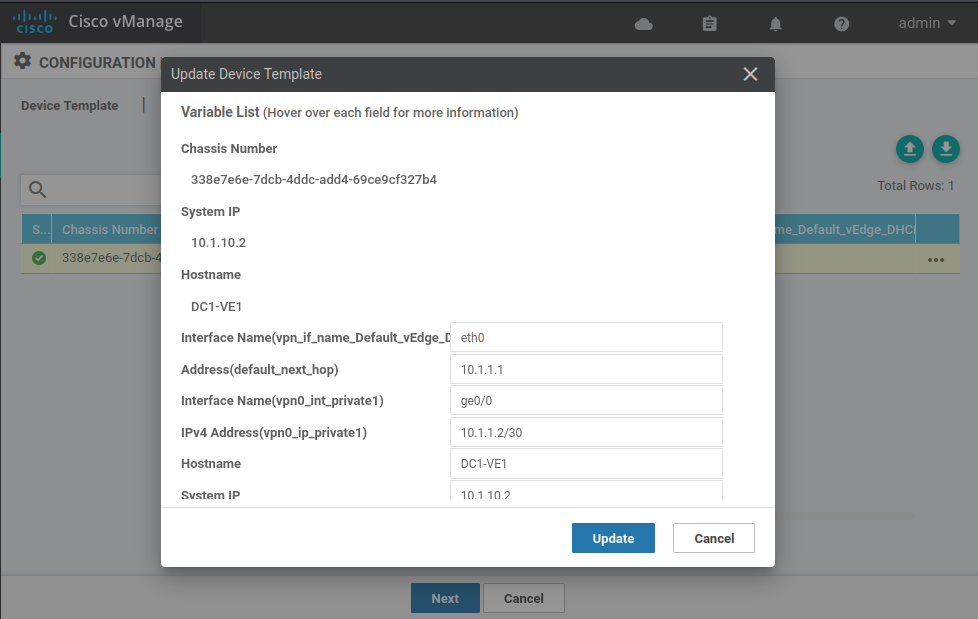 CISCO Cisco vManage admin
CONFIGURATION
Update Device Template
Device Template
Variable List (Hover over each field for more information)
Chassis Number
338e7e6e-7dcb-4ddc-add4-69ce9cf327b4
Total Rows: 1
System IP
S... Chassis Number me_Default_vEdge_DHC
10.1.10.2
338e7e6e-7dcb-4
Hostname
DC1-VE1
Interface Name(vpn_if_name_Default_vEdge_D eth0
Address(default_next_hop) 10.1.1.1
Interface Name(vpn0_int_private1) ge0/0
IPv4 Address(vpn0_ip_private1) 10.1.1.2/30
Hostname DC1-VE1
System IP 10.1.10.2
Update Cancel
Next Cancel